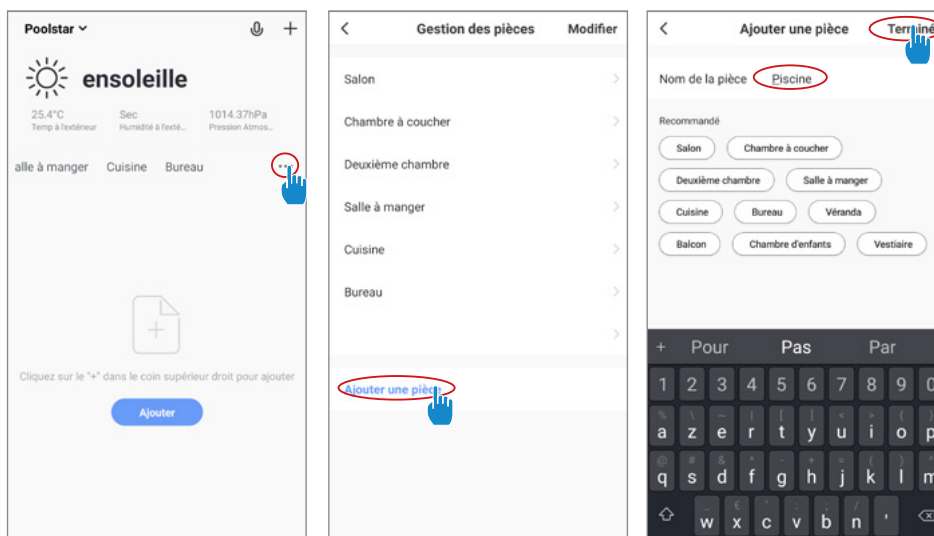 Poolstar
ensoleille
25.4°C Sec 1014.37hPa
Temp à l'extérieur Humidité à l'exté... Pression Atmos...
alle à manger Cuisine Bureau ...
Cliquez sur le "+" dans le coin supérieur droit pour ajouter
Ajouter
Gestion des pièces Modifier
Salon
Chambre à coucher
Deuxième chambre
Salle à manger
Cuisine
Bureau
Ajouter une pièce
Ajouter une pièce Terminé
Nom de la pièce Piscine
Recommandé
Salon Chambre à coucher
Deuxième chambre Salle à manger
Cuisine Bureau Véranda
Balcon Chambre d'enfants Vestiaire
+ Pour Pas Par
1 2 3 4 5 6 7 8 9 0
a z e r t y u i o p
q s d f g h j k l m
w x c v b n '